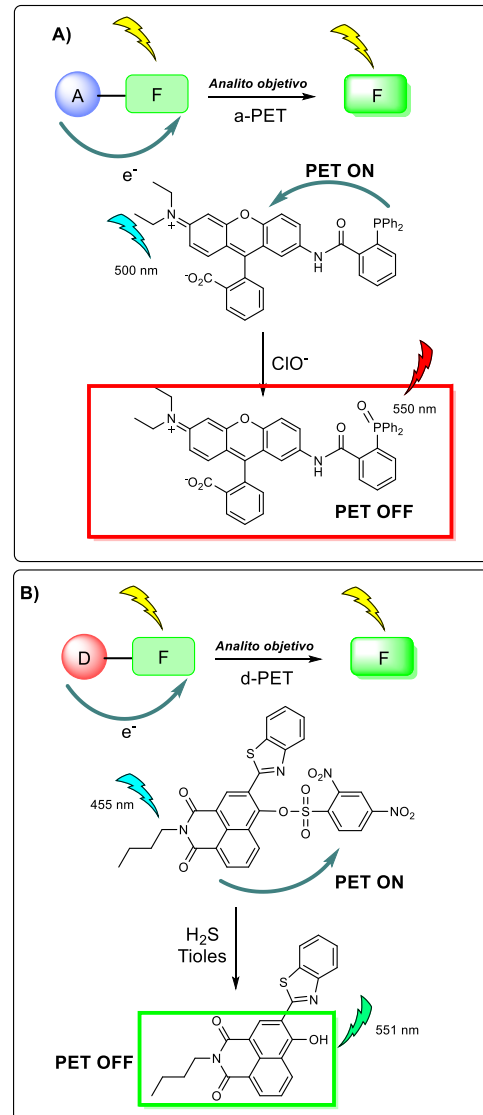 A)
A
F
Analito objetivo
a-PET
F
e-
PET ON
500 nm
N
+
O
-O2C
N
H
O
PPh2
ClO-
550 nm
N
+
O
-O2C
N
H
O
O
PPh2
PET OFF
B)
D
F
Analito objetivo
d-PET
F
e-
455 nm
S
N
O
N
O
O
O
S
O
O2N
NO2
PET ON
H2S
Tioles
S
N
551 nm
O
N
O
OH
PET OFF